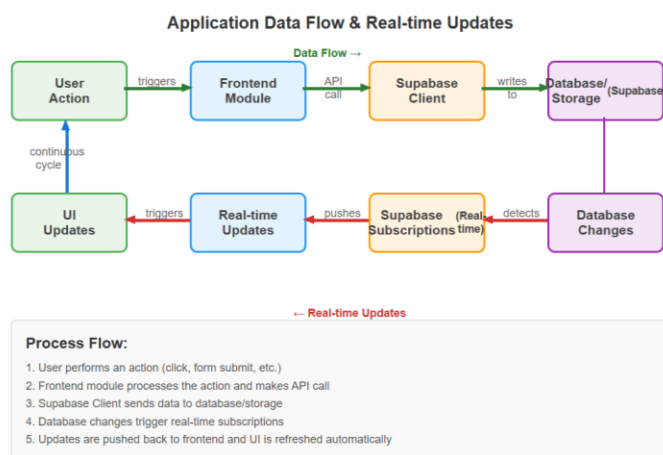 Application Data Flow & Real-time Updates
Data Flow →
User
Action
triggers
Frontend
Module
API
call
Supabase
Client
writes
to
Database/
Storage
(Supabase
continuous
cycle
UI
Updates
triggers
Real-time
Updates
pushes
Supabase
Subscriptions
(Real-
time)
detects
Database
Changes
← Real-time Updates
Process Flow:
1. User performs an action (click, form submit, etc.)
2. Frontend module processes the action and makes API call
3. Supabase Client sends data to database/storage
4. Database changes trigger real-time subscriptions
5. Updates are pushed back to frontend and UI is refreshed automatically